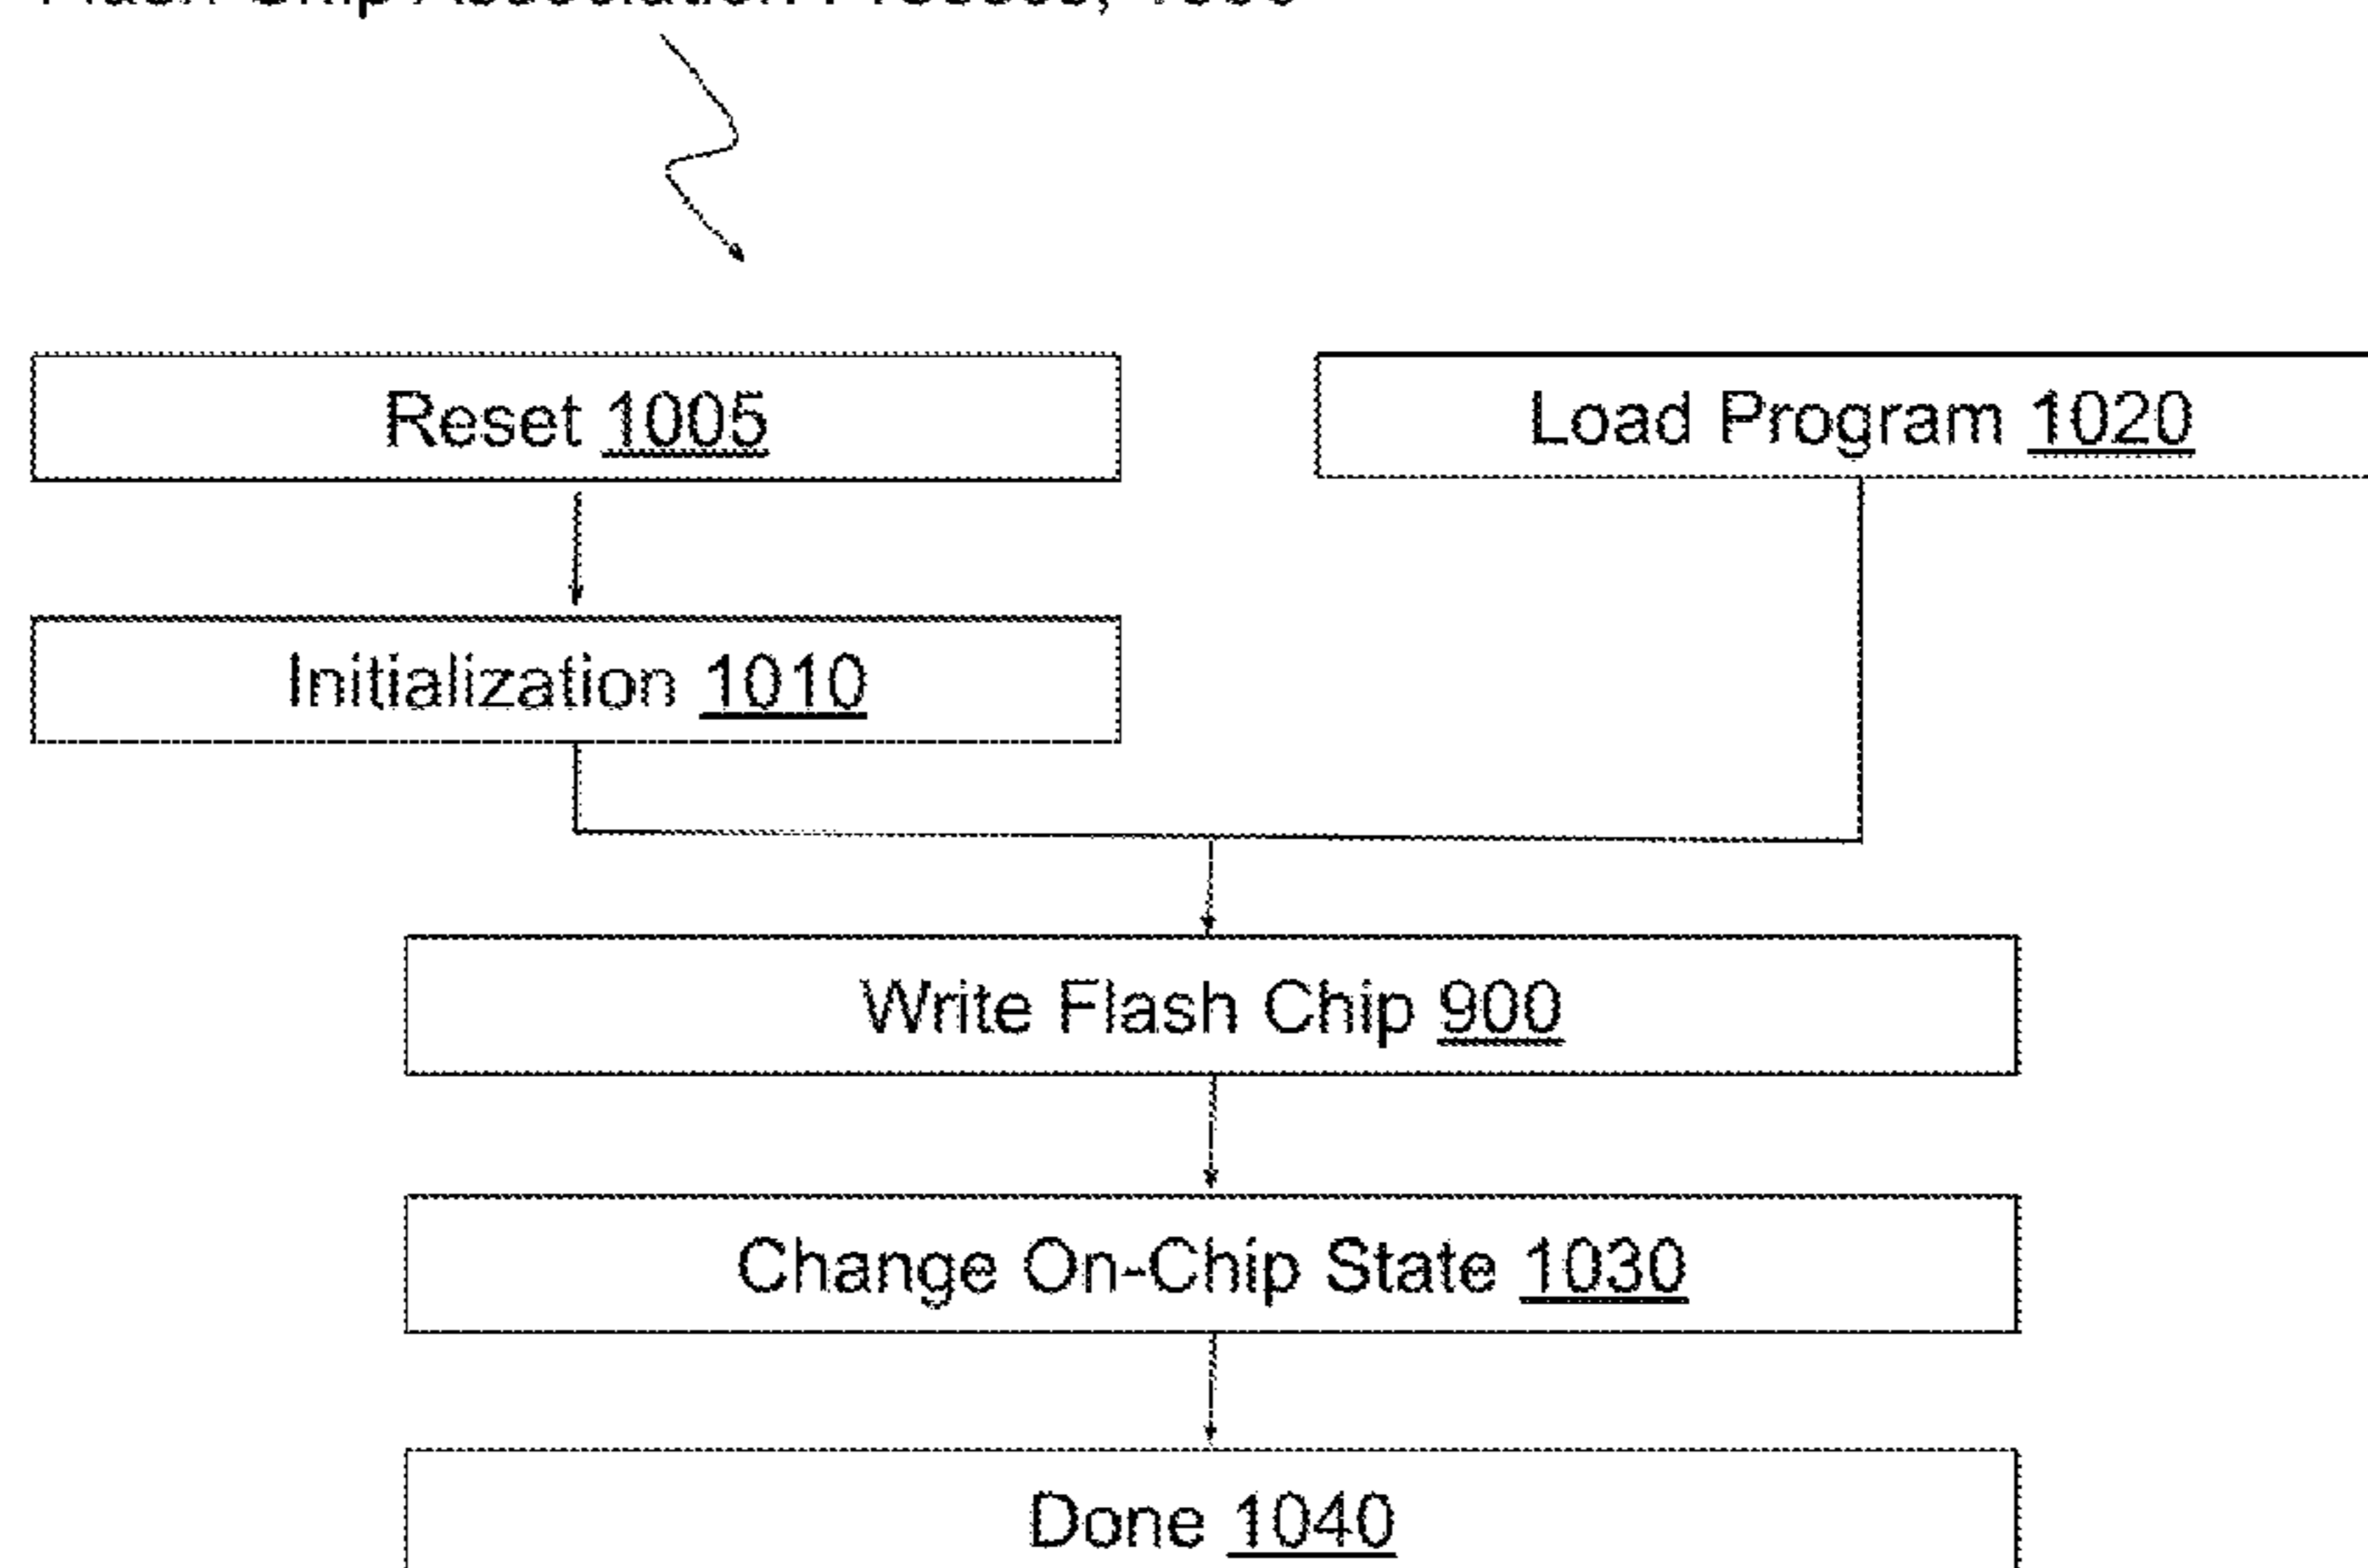 Reset 1005
Load Program 1020
Initialization 1010
Write Flash Chip 900
Change On-Chip State 1030
Done 1040